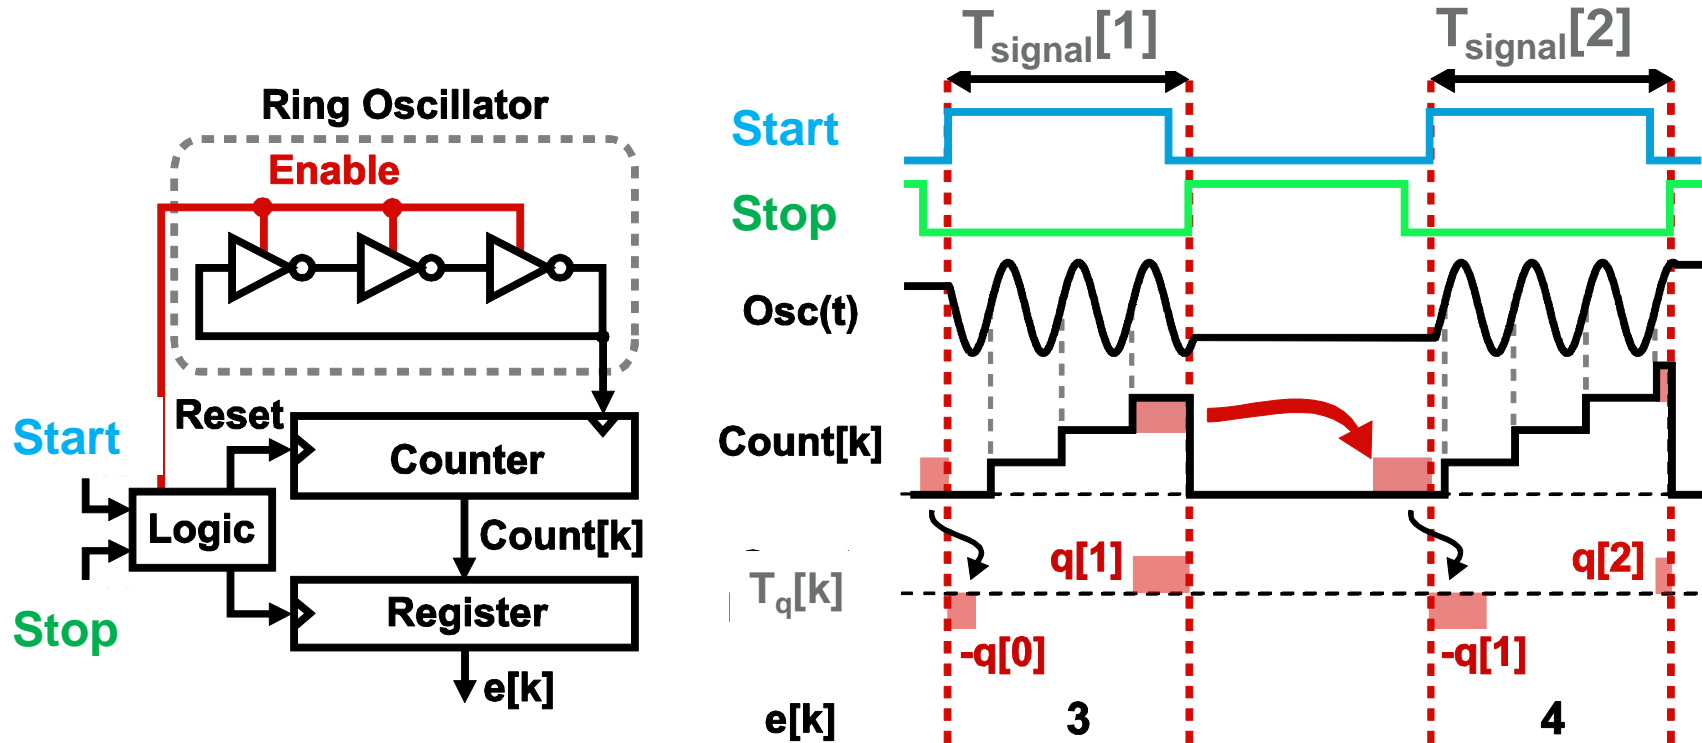 Ring Oscillator
Enable
Reset
Start
Counter
Logic
Count[k]
Stop
Register
e[k]
Tsignal[1]
Tsignal[2]
Start
Stop
Osc(t)
Count[k]
q[1]
q[2]
Tq[k]
-q[0]
-q[1]
e[k]
3
4